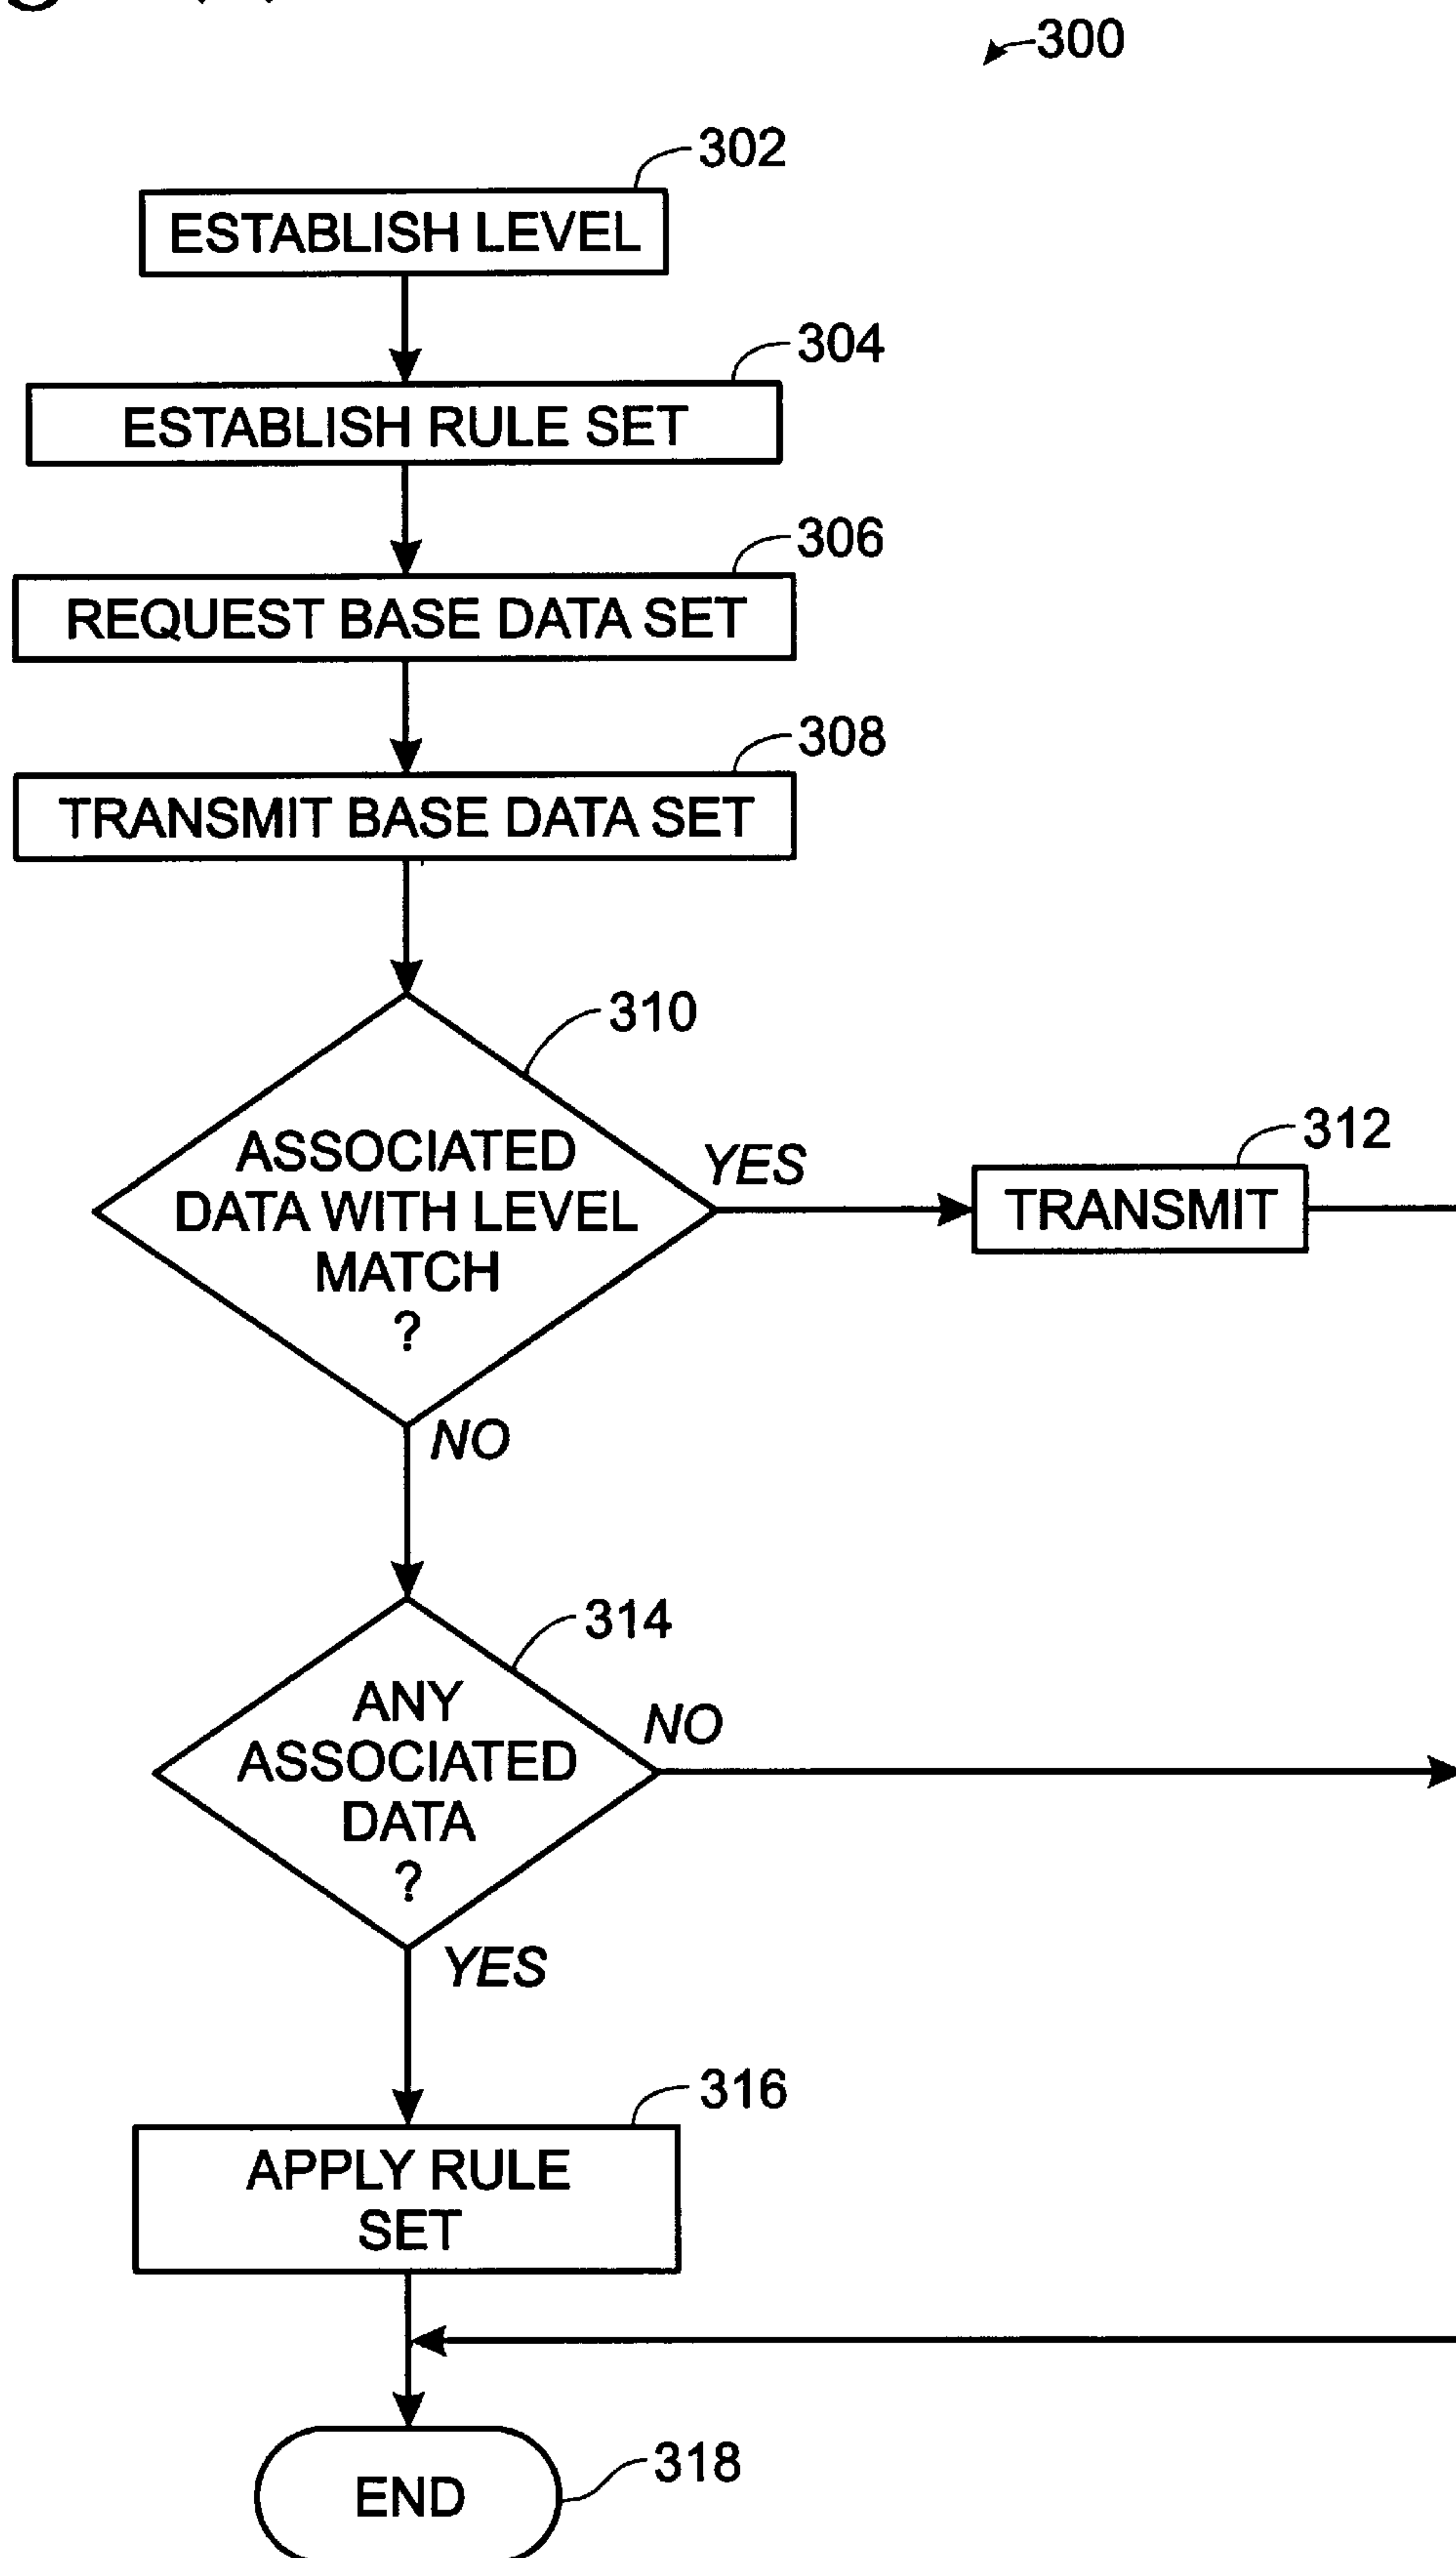 300
302
ESTABLISH LEVEL
304
ESTABLISH RULE SET
306
REQUEST BASE DATA SET
308
TRANSMIT BASE DATA SET
310
ASSOCIATED
DATA WITH LEVEL
MATCH
?
YES
312
TRANSMIT
NO
314
ANY
ASSOCIATED
DATA
?
NO
YES
316
APPLY RULE
SET
318
END